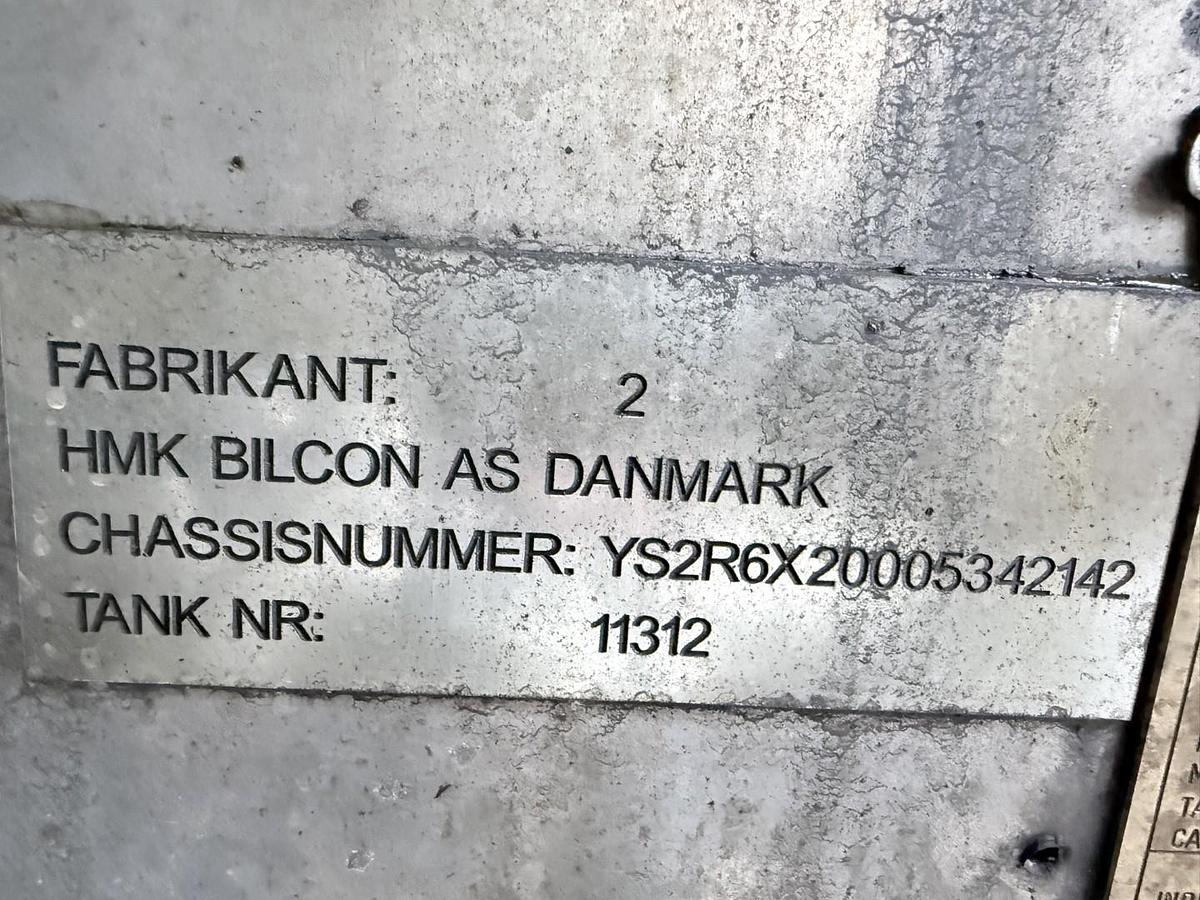 FABRIKANT: 2
HMK BILCON AS DANMARK
CHASSISNUMMER: YS2R6X20005342142
TANK NR: 11312